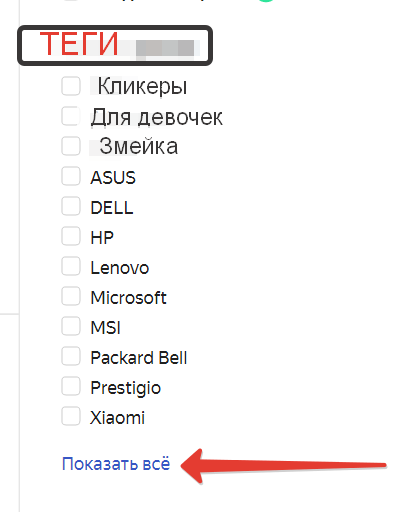 ТЕГИ
Кликеры
Для девочек
Змейка
ASUS
DELL
HP
Lenovo
Microsoft
MSI
Packard Bell
Prestigio
Xiaomi
Показать всё